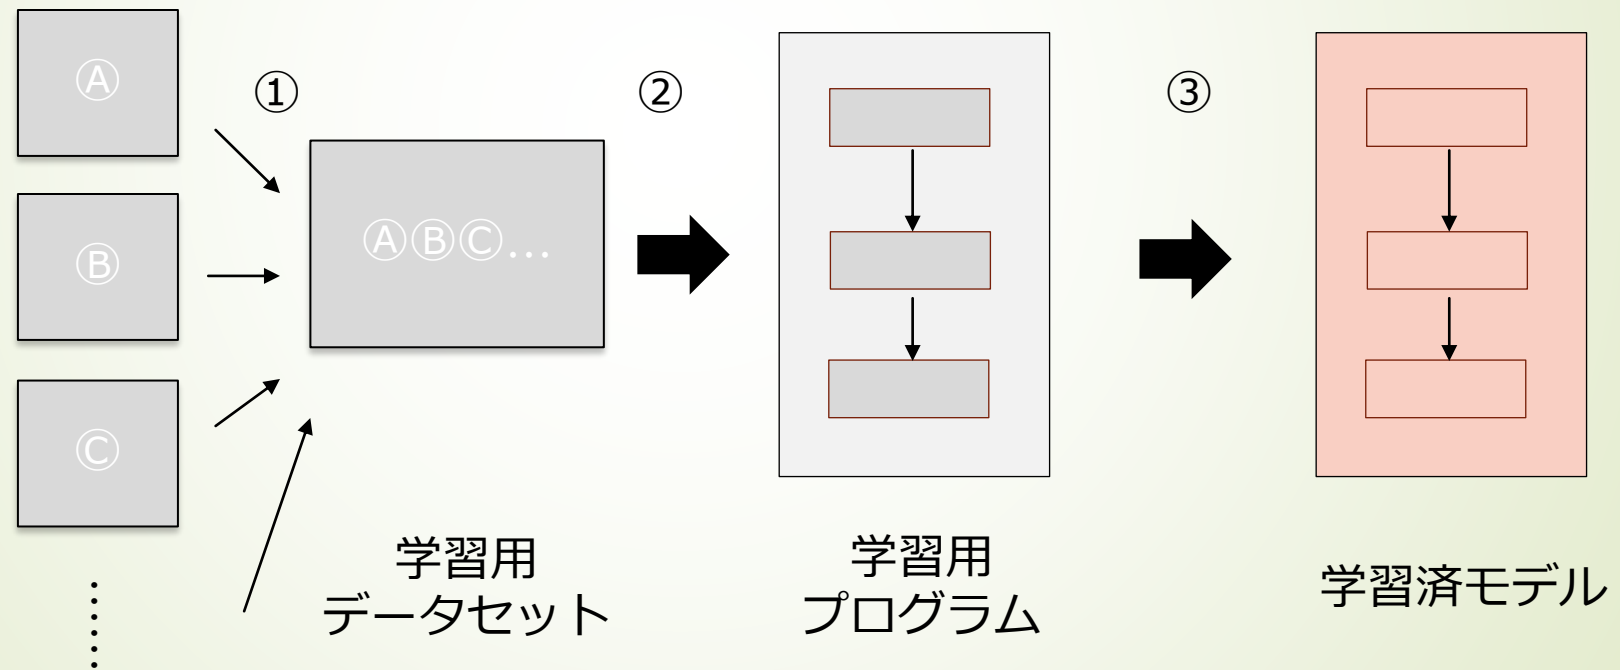 Ⓐ
Ⓑ
Ⓒ
①
ⒶⒷⒸ…
学習用
データセット
②
学習用
プログラム
③
学習済モデル
……